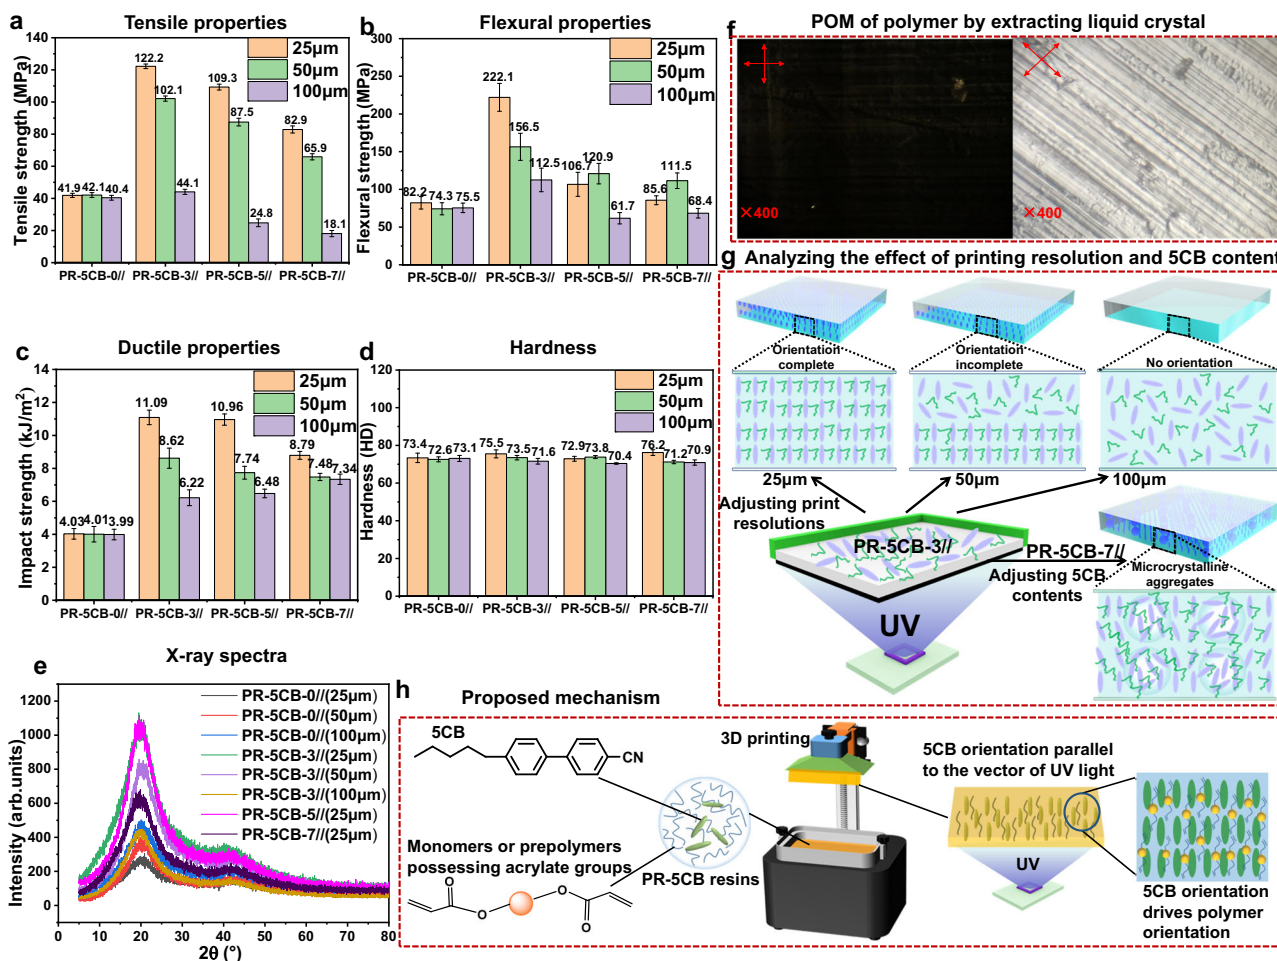 a
Tensile properties
Tensile strength (MPa)
140
120
100
80
60
40
20
0
25μm
50μm
100μm
41.9
42.1
40.4
122.2
102.1
44.1
109.3
87.5
24.8
82.9
65.9
18.1
PR-5CB-0//
PR-5CB-3//
PR-5CB-5//
PR-5CB-7//
b
Flexural properties
Flexural strength (MPa)
300
250
200
150
100
50
0
25μm
50μm
100μm
82.2
74.3
75.5
222.1
156.5
112.5
106.7
120.9
61.7
85.6
111.5
68.4
PR-5CB-0//
PR-5CB-3//
PR-5CB-5//
PR-5CB-7//
c
Ductile properties
Impact strength (kJ/m²)
14
12
10
8
6
4
2
0
25μm
50μm
100μm
4.03
4.01
3.99
11.09
8.62
6.22
10.96
7.74
6.48
8.79
7.48
7.34
PR-5CB-0//
PR-5CB-3//
PR-5CB-5//
PR-5CB-7//
d
Hardness
Hardness (HD)
120
100
80
60
40
20
0
25μm
50μm
100μm
73.4
72.6
73.1
75.5
73.5
71.6
72.9
73.8
70.4
76.2
71.2
70.9
PR-5CB-0//
PR-5CB-3//
PR-5CB-5//
PR-5CB-7//
e
X-ray spectra
Intensity (arb.units)
1200
1000
800
600
400
200
0
PR-5CB-0//(25μm)
PR-5CB-0//(50μm)
PR-5CB-0//(100μm)
PR-5CB-3//(25μm)
PR-5CB-3//(50μm)
PR-5CB-3//(100μm)
PR-5CB-5//(25μm)
PR-5CB-7//(25μm)
0
20
40
60
80
2θ (°)
f
POM of polymer by extracting liquid crystal
×400
×400
g
Analyzing the effect of printing resolution and 5CB content
Orientation
complete
Orientation
incomplete
No orientation
25μm
50μm
100μm
Adjusting print
resolutions
PR-5CB-3//
UV
PR-5CB-7//
Adjusting 5CB
contents
Microcrystalline
aggregates
h
Proposed mechanism
5CB
CN
Monomers or prepolymers
possessing acrylate groups
O
O
O
O
PR-5CB resins
3D printing
5CB orientation parallel
to the vector of UV light
UV
5CB orientation
drives polymer
orientation